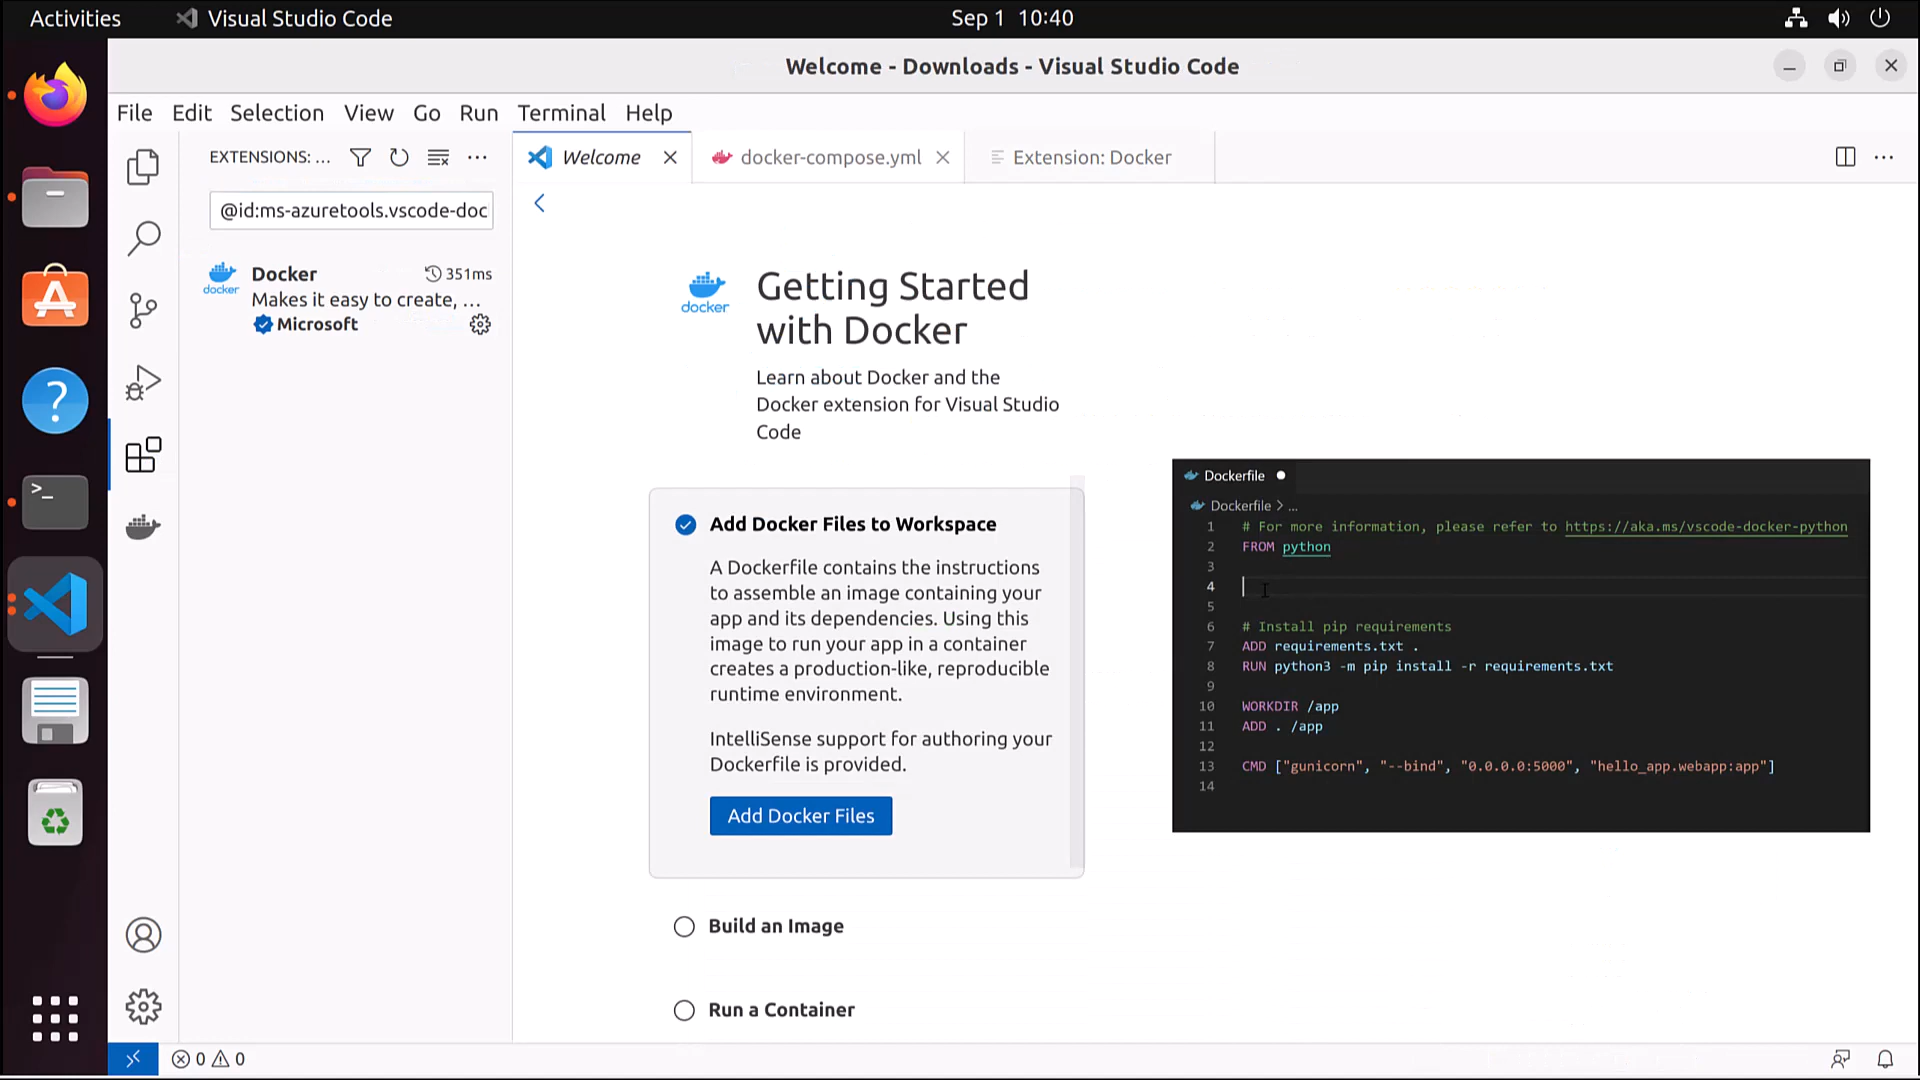 Activities
Visual Studio Code
Sep 1 10:40
Welcome - Downloads - Visual Studio Code
File Edit Selection View Go Run Terminal Help
EXTENSIONS: ...
Welcome
docker-compose.yml
Extension: Docker
@id:ms-azuretools.vscode-doc
docker
Docker
351ms
Makes it easy to create, ...
Microsoft
docker
Getting Started
with Docker
Learn about Docker and the
Docker extension for Visual Studio
Code
Add Docker Files to Workspace
A Dockerfile contains the instructions
to assemble an image containing your
app and its dependencies. Using this
image to run your app in a container
creates a production-like, reproducible
runtime environment.
IntelliSense support for authoring your
Dockerfile is provided.
Add Docker Files
Build an Image
Run a Container
Dockerfile
Dockerfile > ...
1 # For more information, please refer to https://aka.ms/vscode-docker-python
2 FROM python
3
4
5
6 # Install pip requirements
7 ADD requirements.txt .
8 RUN python3 -m pip install -r requirements.txt
9
10 WORKDIR /app
11 ADD . /app
12
13 CMD ["gunicorn", "--bind", "0.0.0.0:5000", "hello_app.webapp:app"]
14
0 0